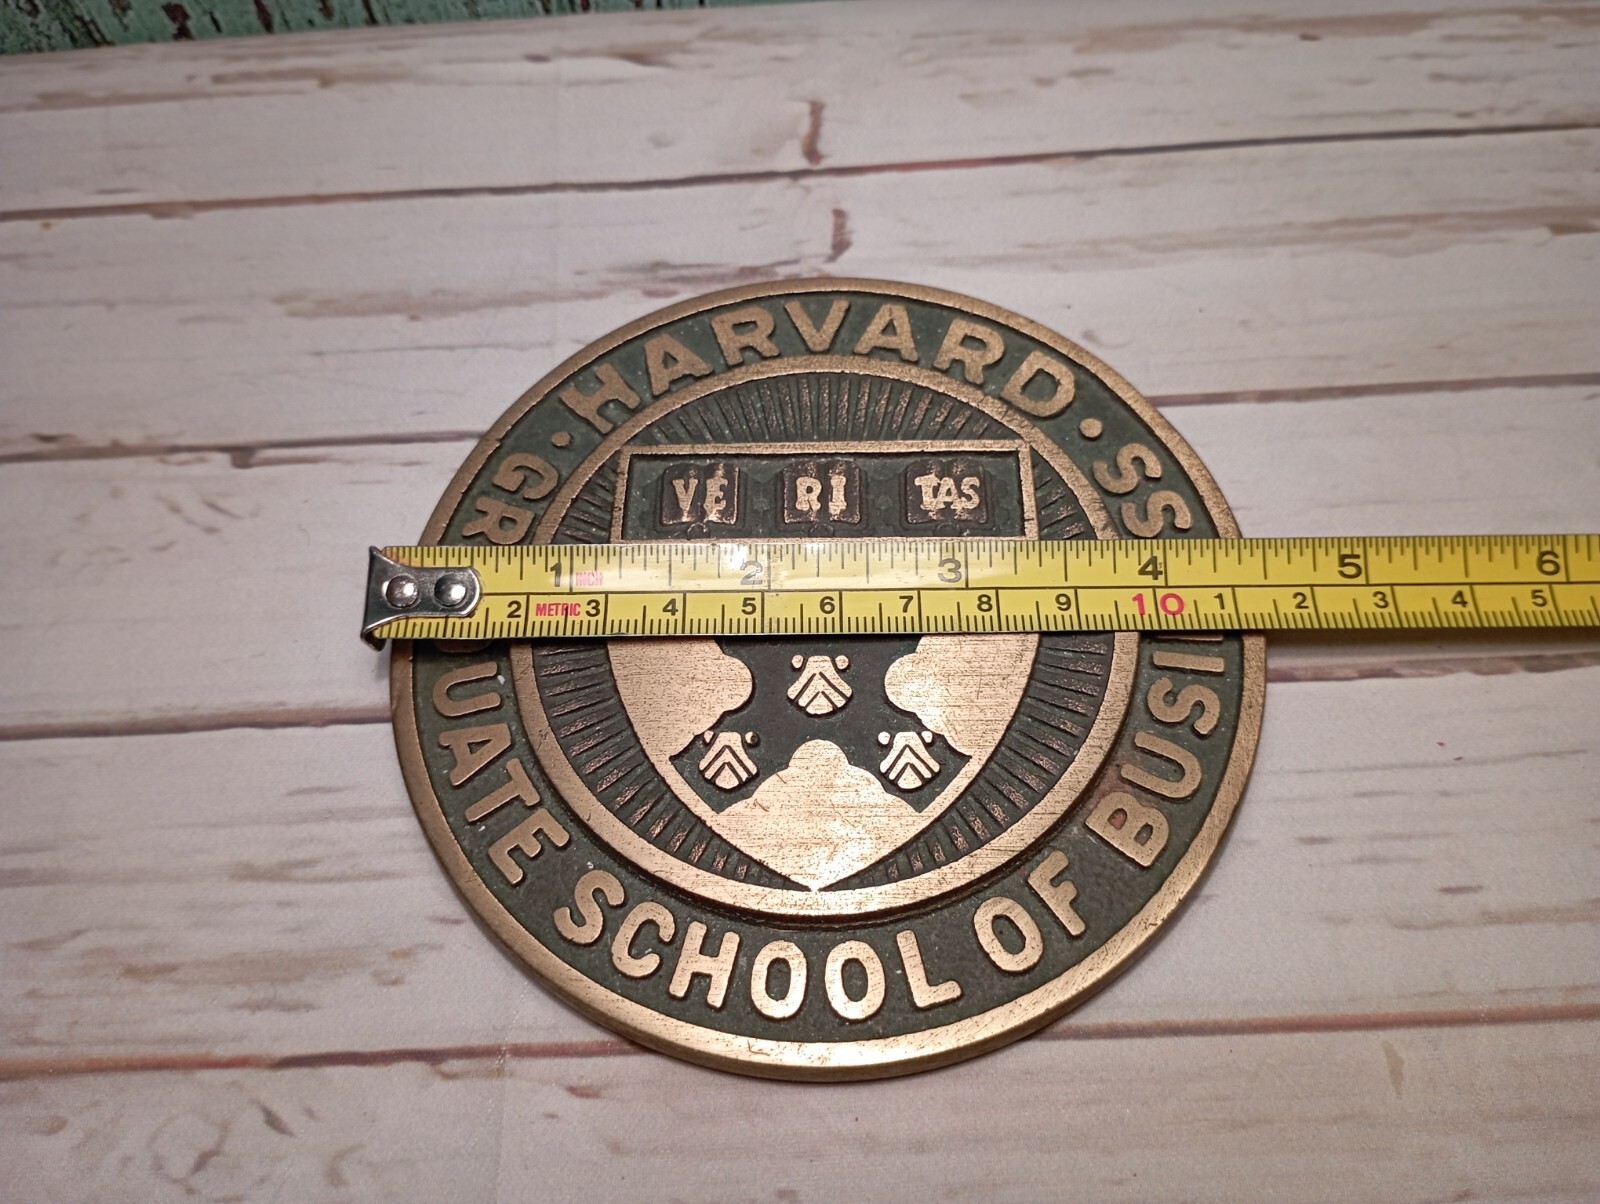 · HARVARD ·
GR
UATE SCHOOL OF BUSI
SS
VE RI TAS
1 INCH 2 3 4 5 6
2 METRIC 3 4 5 6 7 8 9 10 1 2 3 4 5